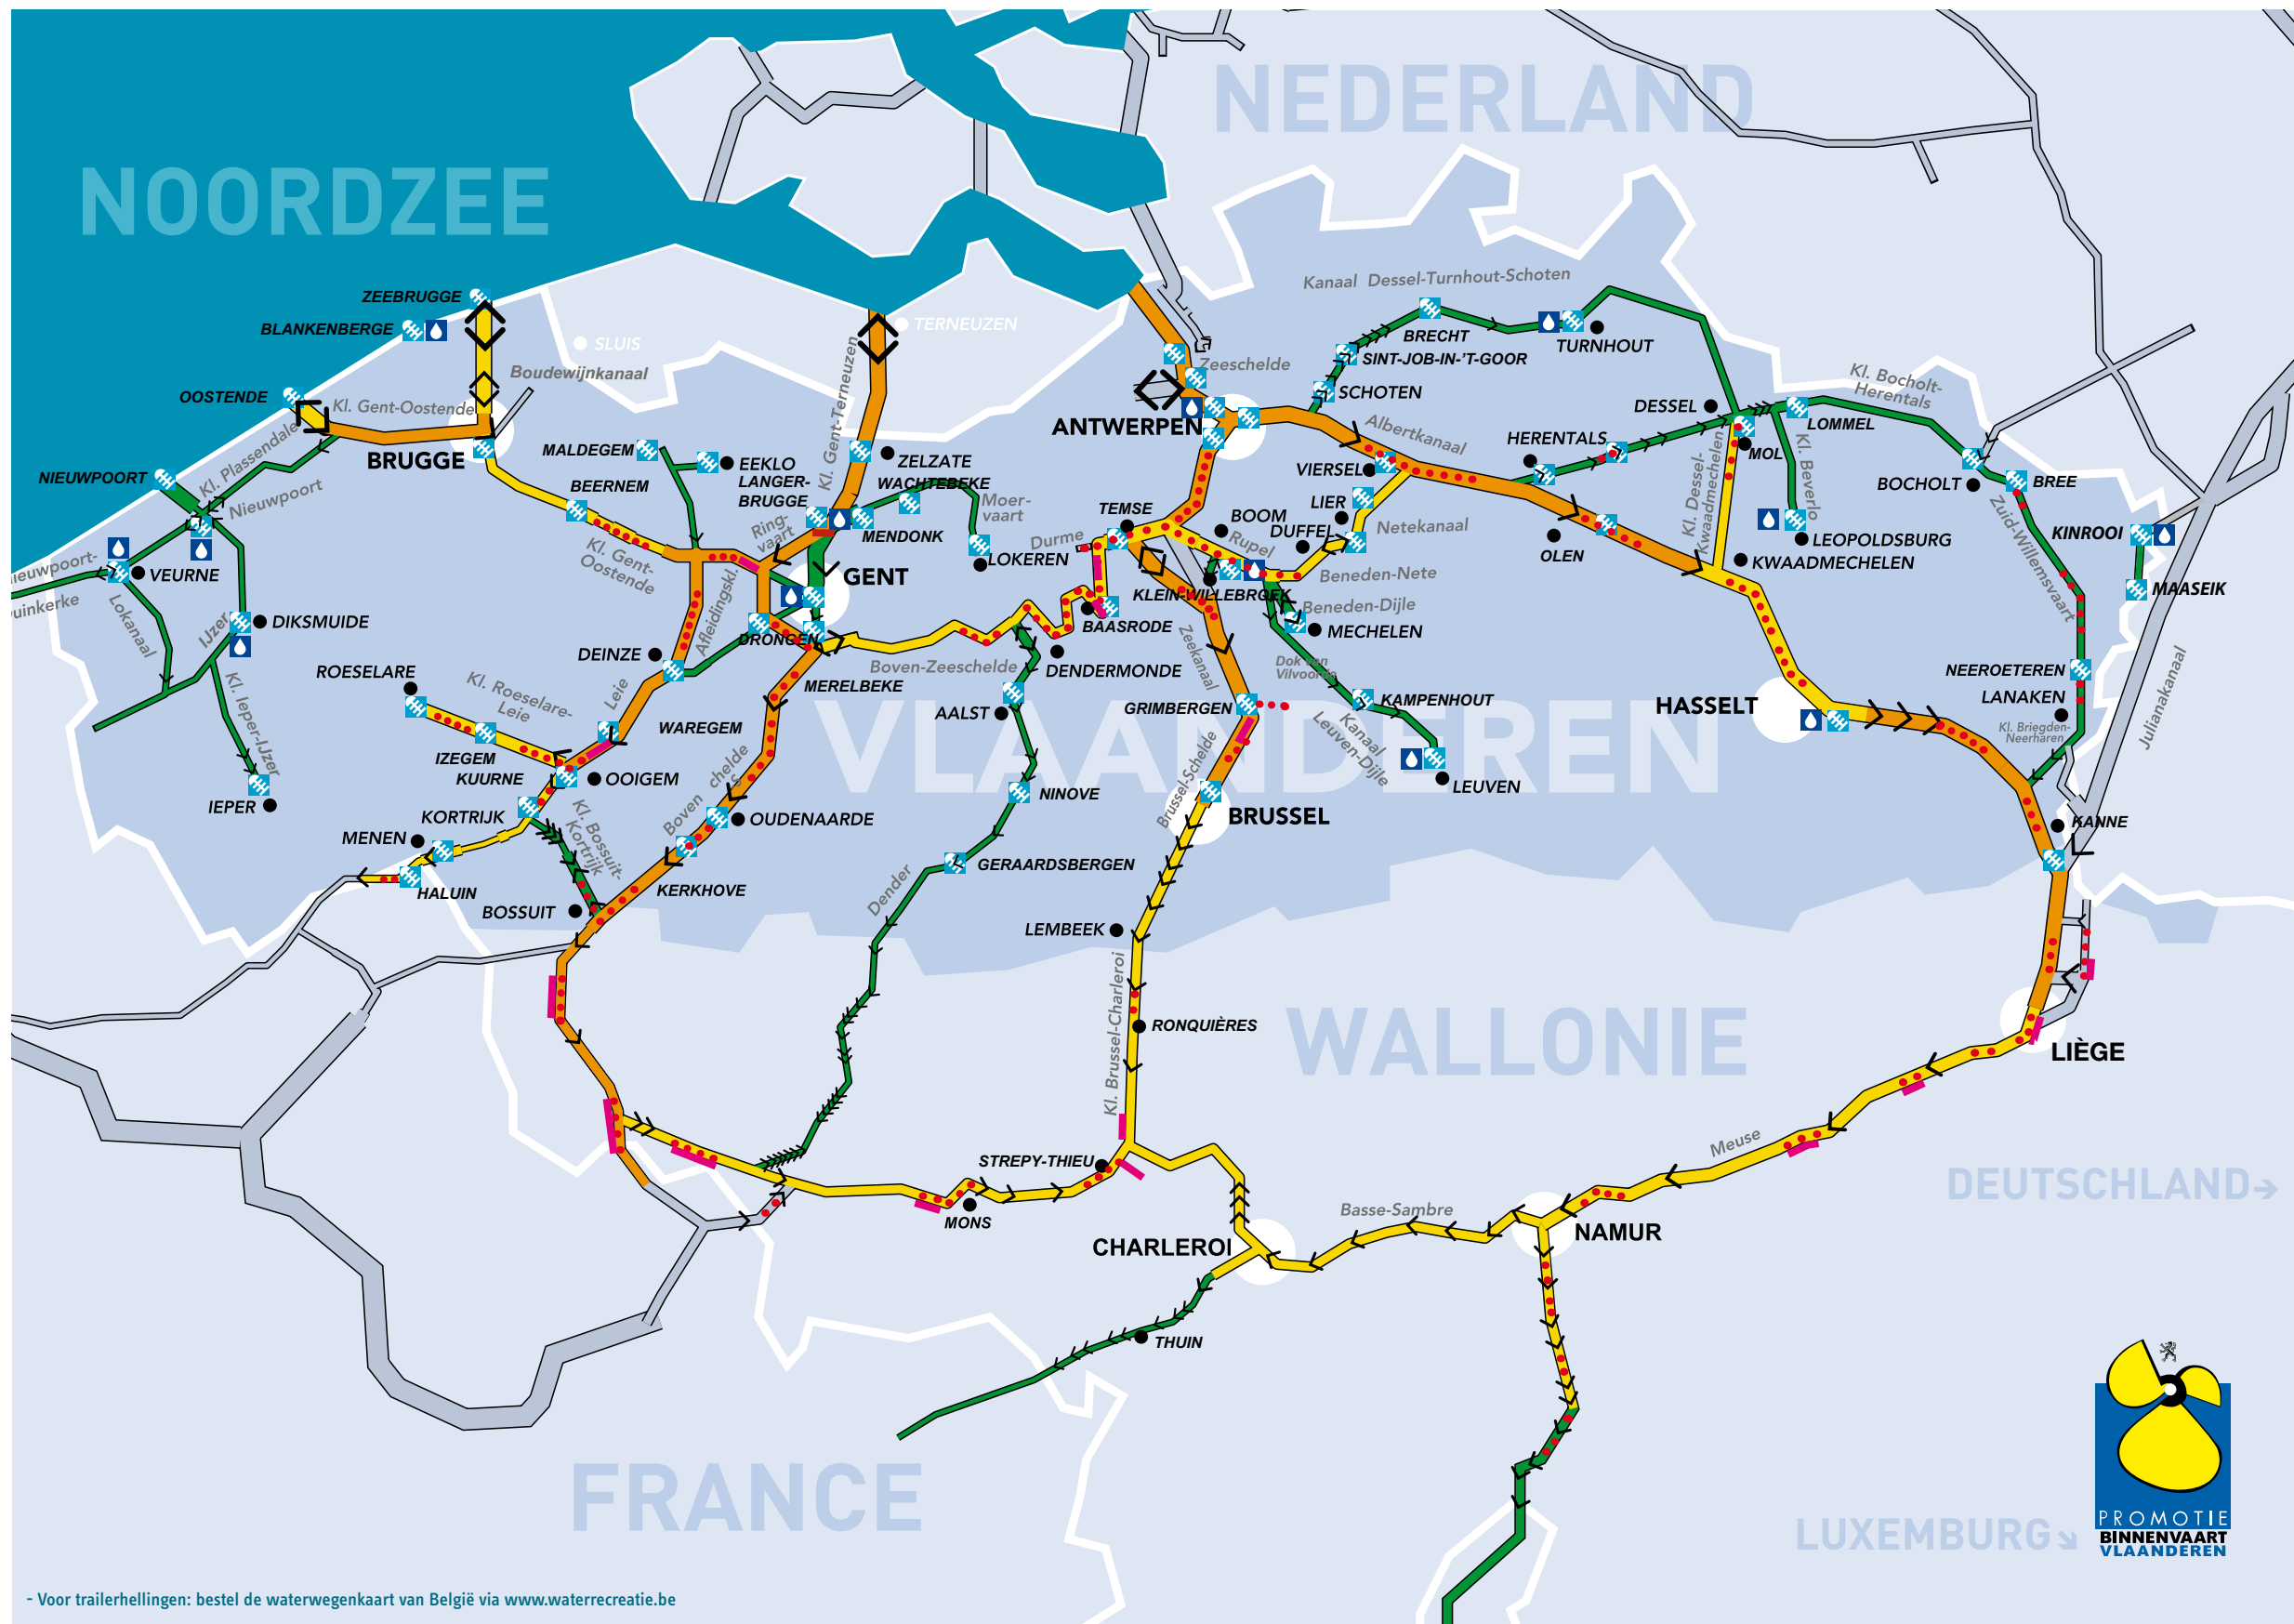 NEDERLAND
NOORDZEE
ZEEBRUGGE
BLANKENBERGE
TERNEUZEN
SLUIS
Kanaal Dessel-Turnhout-Schoten
BRECHT
TURNHOUT
SINT-JOB-IN-'T-GOOR
Zeeschelde
SCHOTEN
Boudewijnkanaal
OOSTENDE
Kl. Gent-Oostende
Kl. Gent-Terneuzen
Kl. Bocholt-
Herentals
DESSEL
LOMMEL
ANTWERPEN
Albertkanaal
HERENTALS
MOL
BRUGGE
MALDEGEM
EEKLO
ZELZATE
VIERSEL
Kl. Plassendale
Nieuwpoort
NIEUWPOORT
BEERNEM
LANGER-
BRUGGE
WACHTEBEKE
Moer-
vaart
LIER
Kl. Dessel-
Kwaadmechelen
Kl. Beverlo
BOCHOLT
BREE
TEMSE
BOOM
DUFFEL
Netekanaal
Ring-
vaart
MENDONK
Durme
Rupel
OLEN
LEOPOLDSBURG
KINROOI
Zuid-Willemsvaart
LOKEREN
GENT
Kl. Gent-
Oostende
KWAADMECHELEN
Beneden-Nete
MAASEIK
Nieuwpoort-
Duinkerke
VEURNE
Lokanaal
IJzer
DIKSMUIDE
KLEIN-WILLEBROEK
Beneden-Dijle
MECHELEN
BAASRODE
Afleidingskl.
DRONGEN
DEINZE
Boven-Zeeschelde
DENDERMONDE
Zeekanaal
Dok van
Vilvoorde
ROESELARE
Kl. Roeselare-
Leie
Leie
MERELBEKE
AALST
GRIMBERGEN
KAMPENHOUT
Kanaal
Leuven-Dijle
HASSELT
NEEROETEREN
LANAKEN
Kl. Briegden-
Neerharen
Julianakanaal
VLAANDEREN
Kl. Ieper-IJzer
IZEGEM
KUURNE
WAREGEM
OOIGEM
Boven Schelde
IEPER
KORTRIJK
Kl. Bossuit-
Kortrijk
OUDENAARDE
NINOVE
Brussel-Schelde
BRUSSEL
LEUVEN
KANNE
MENEN
HALUIN
KERKHOVE
GERAARDSBERGEN
Dender
BOSSUIT
LEMBEEK
Kl. Brussel-Charleroi
RONQUIÈRES
WALLONIE
LIÈGE
Meuse
STREPY-THIEU
MONS
CHARLEROI
Basse-Sambre
NAMUR
DEUTSCHLAND
THUIN
FRANCE
LUXEMBURG
PROMOTIE
BINNENVAART
VLAANDEREN
- Voor trailerhellingen: bestel de waterwegenkaart van België via www.waterrecreatie.be